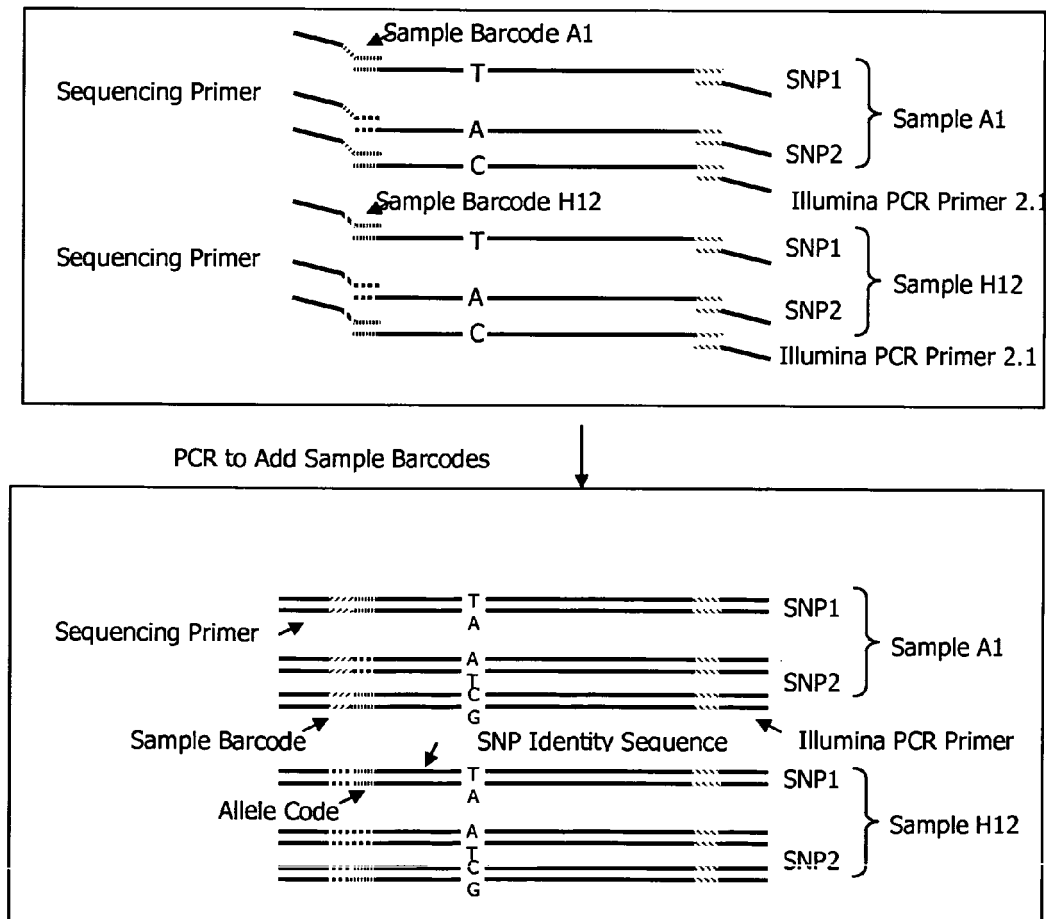 Sample Barcode A1
T
SNP1
Sequencing Primer
Sample A1
A
SNP2
C
Illumina PCR Primer 2.1
Sample Barcode H12
T
SNP1
Sequencing Primer
Sample H12
A
SNP2
C
Illumina PCR Primer 2.1
PCR to Add Sample Barcodes
T
SNP1
A
Sequencing Primer
Sample A1
A
T
SNP2
C
G
Sample Barcode
SNP Identity Sequence
Illumina PCR Primer
T
SNP1
A
Allele Code
Sample H12
A
T
SNP2
C
G